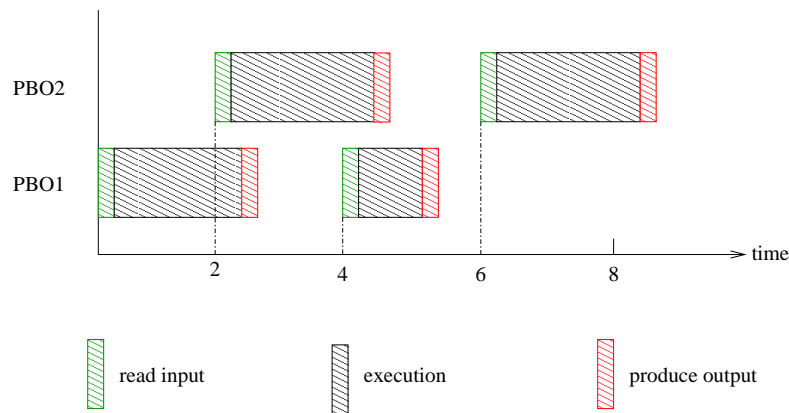 PBO2
PBO1
2
4
6
8
time
read input
execution
produce output